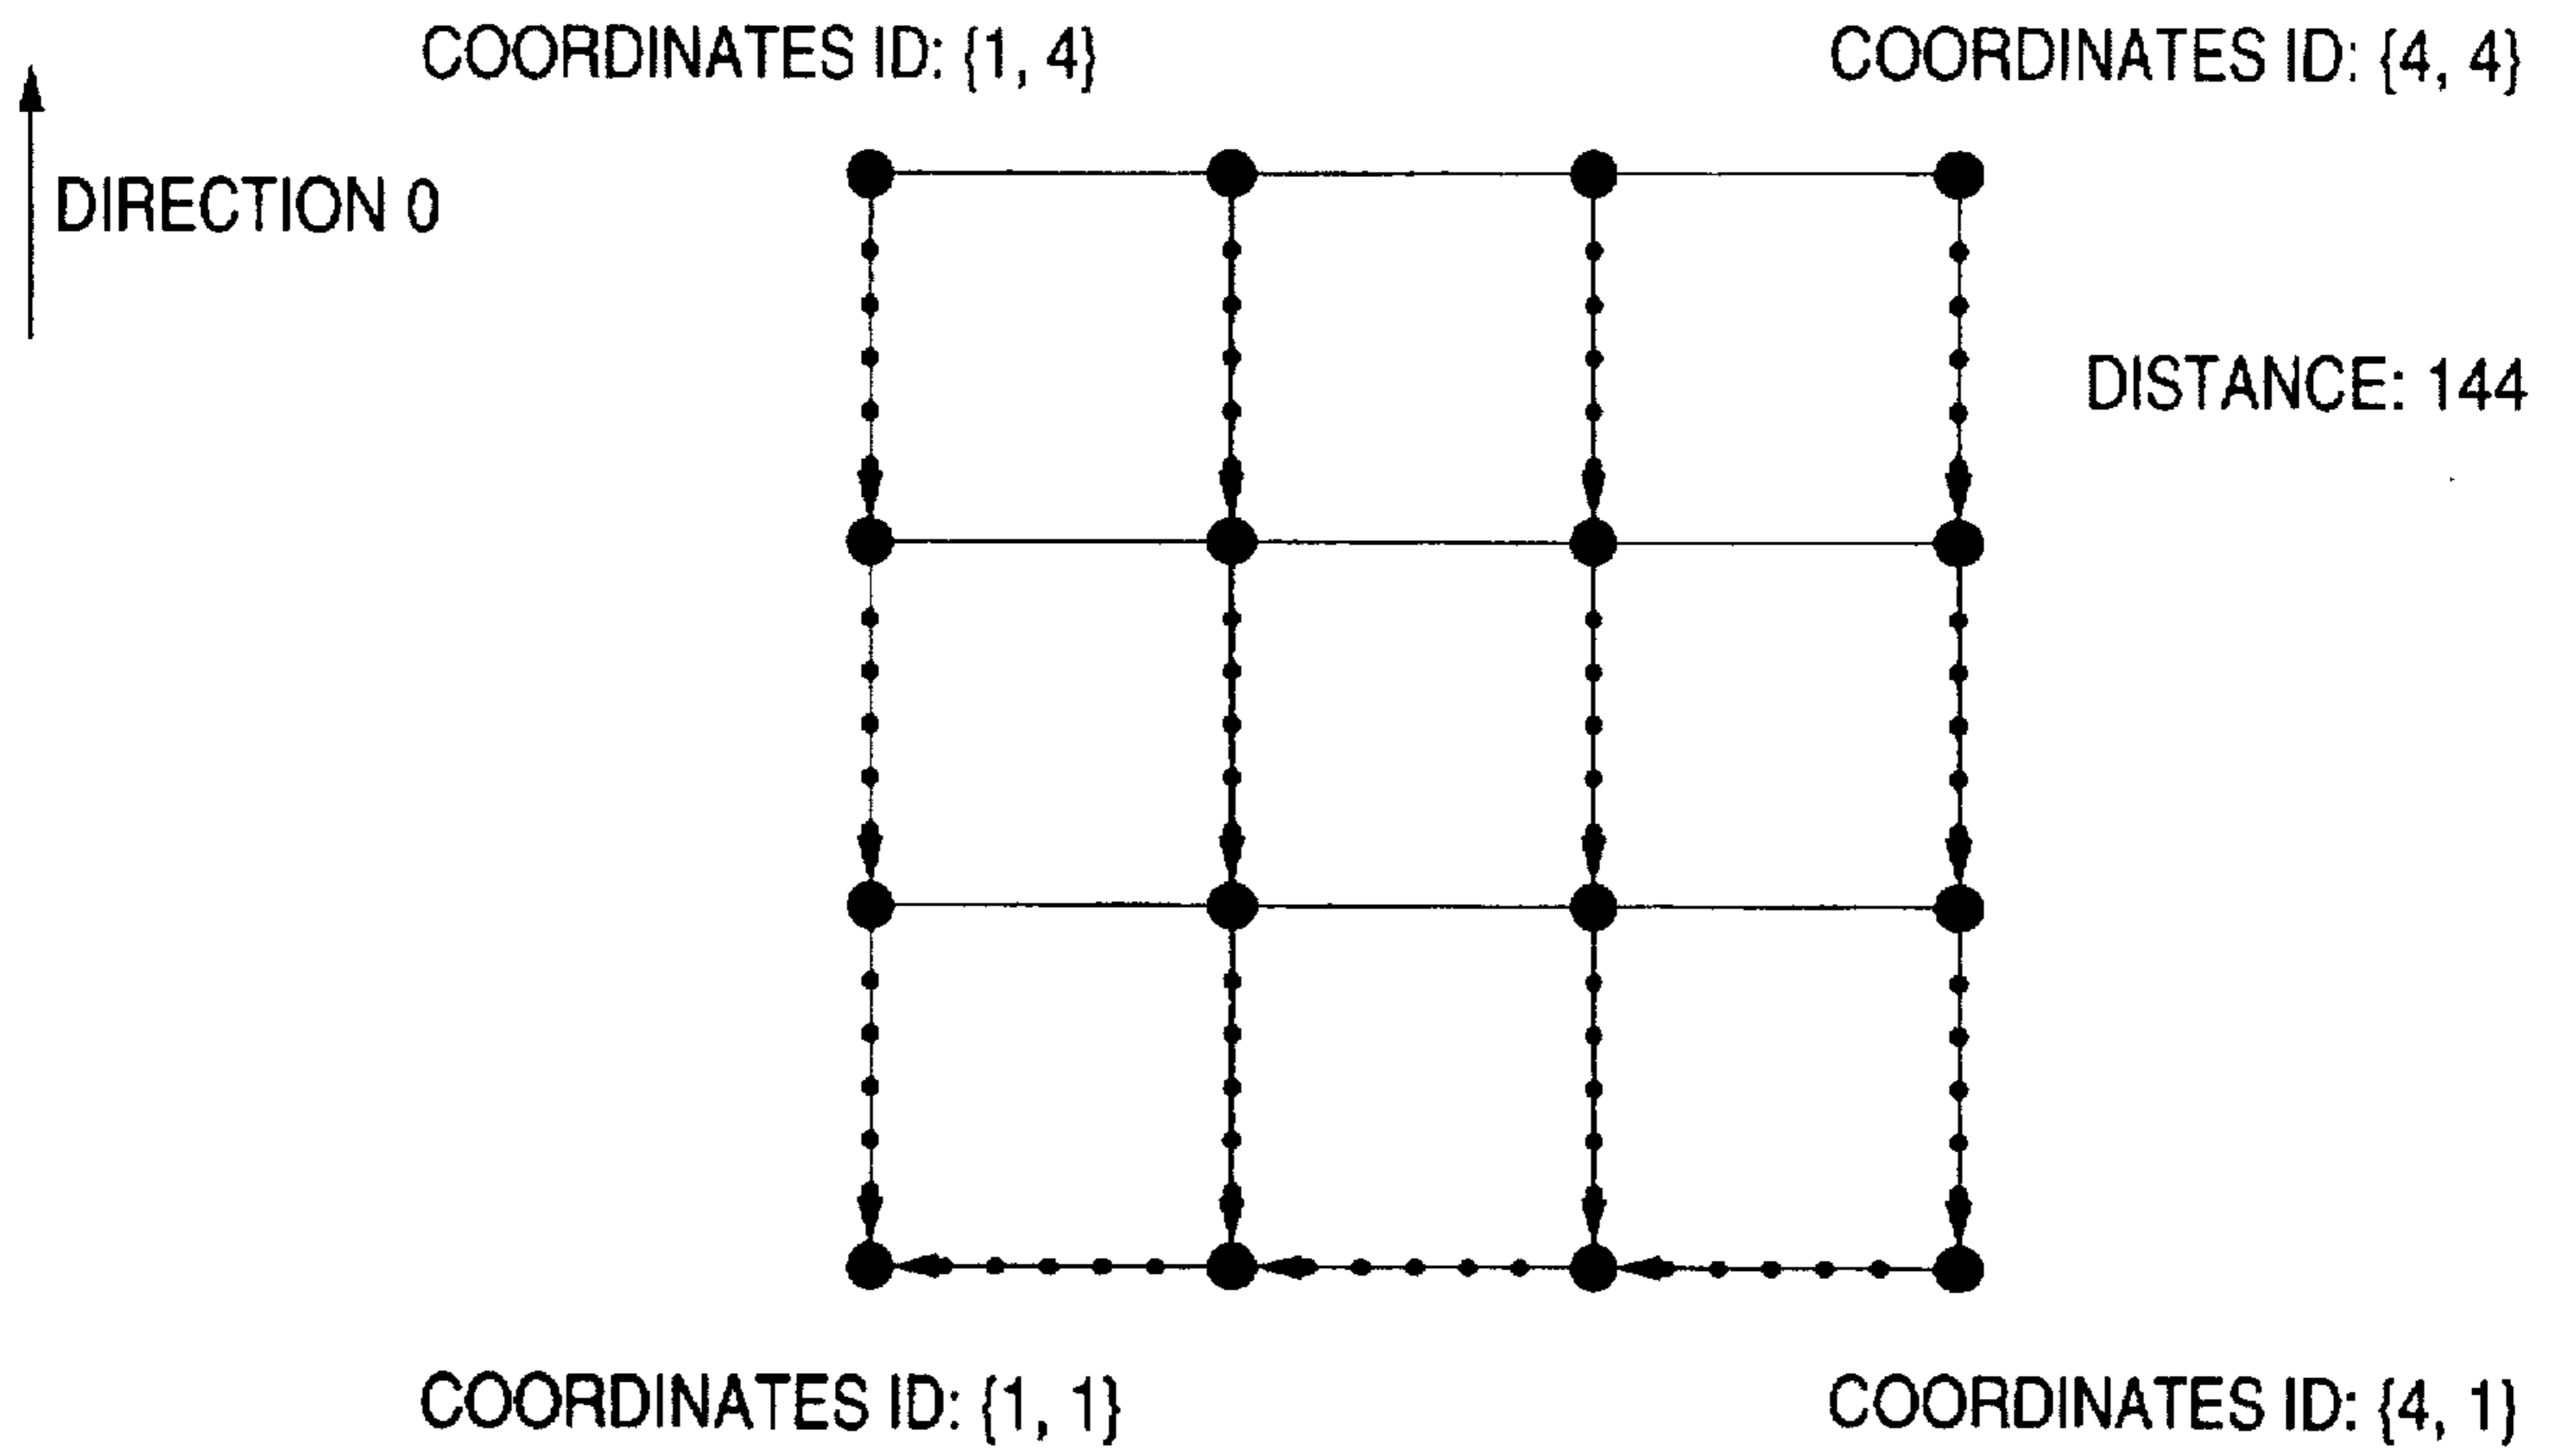 COORDINATES ID: {1, 4}
COORDINATES ID: {4, 4}
DIRECTION 0
DISTANCE: 144
COORDINATES ID: {1, 1}
COORDINATES ID: {4, 1}